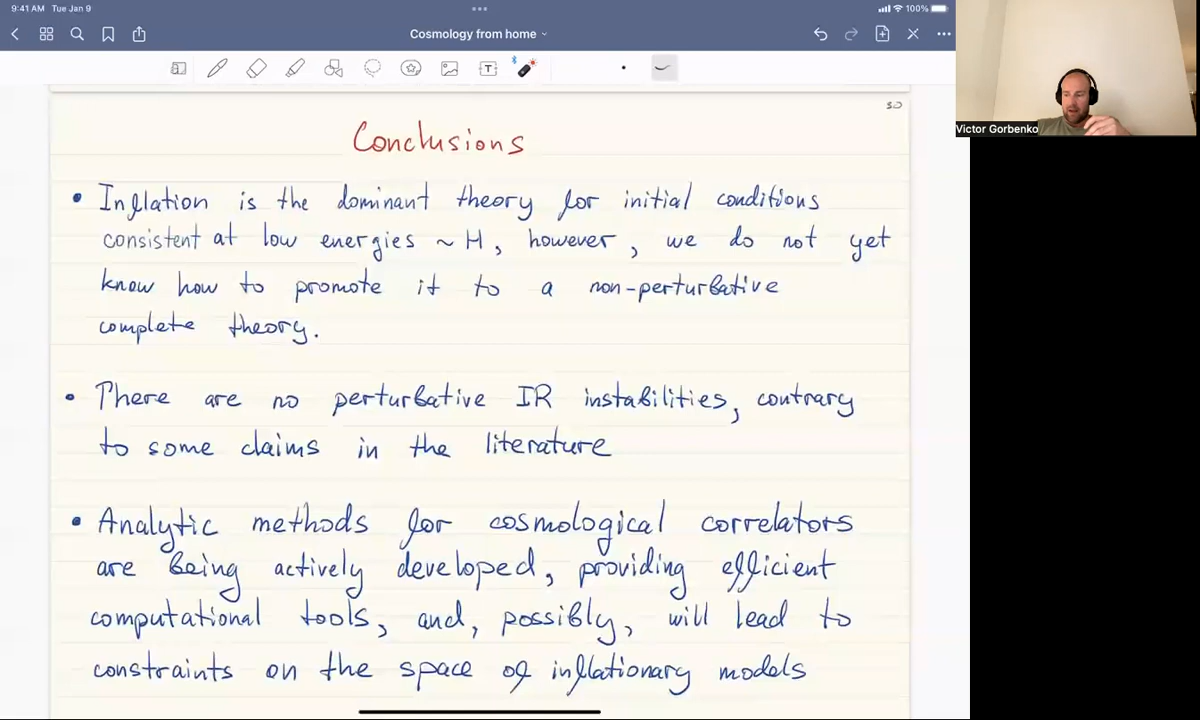 9:41 AM Tue Jan 9
100%
Cosmology from home
Victor Gorbenko
30
Conclusions
• Inflation is the dominant theory for initial conditions
consistent at low energies ~ H, however, we do not yet
know how to promote it to a non-perturbative
complete theory.
• There are no perturbative IR instabilities, contrary
to some claims in the literature
• Analytic methods for cosmological correlators
are being actively developed, providing efficient
computational tools, and, possibly, will lead to
constraints on the space of inflationary models